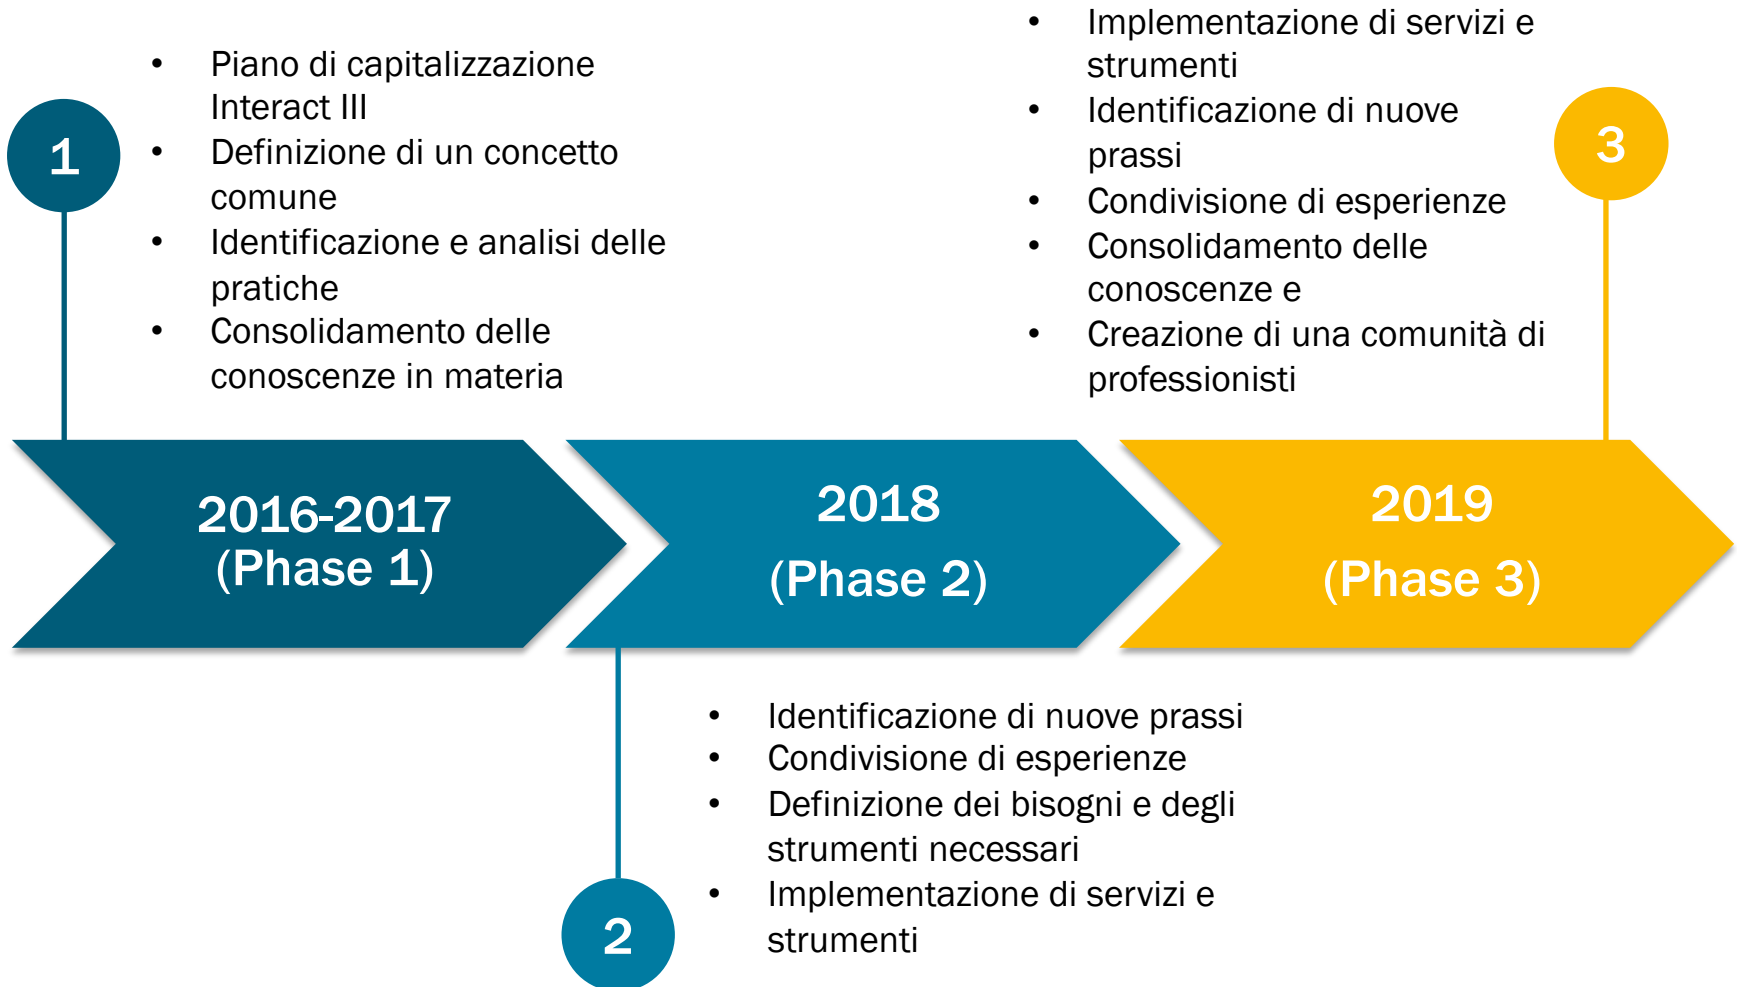 1
• Piano di capitalizzazione
Interact III
• Definizione di un concetto
comune
• Identificazione e analisi delle
pratiche
• Consolidamento delle
conoscenze in materia
• Implementazione di servizi e
strumenti
• Identificazione di nuove
prassi
• Condivisione di esperienze
• Consolidamento delle
conoscenze e
• Creazione di una comunità di
professionisti
3
2016-2017
(Phase 1)
2018
(Phase 2)
2019
(Phase 3)
2
• Identificazione di nuove prassi
• Condivisione di esperienze
• Definizione dei bisogni e degli
strumenti necessari
• Implementazione di servizi e
strumenti